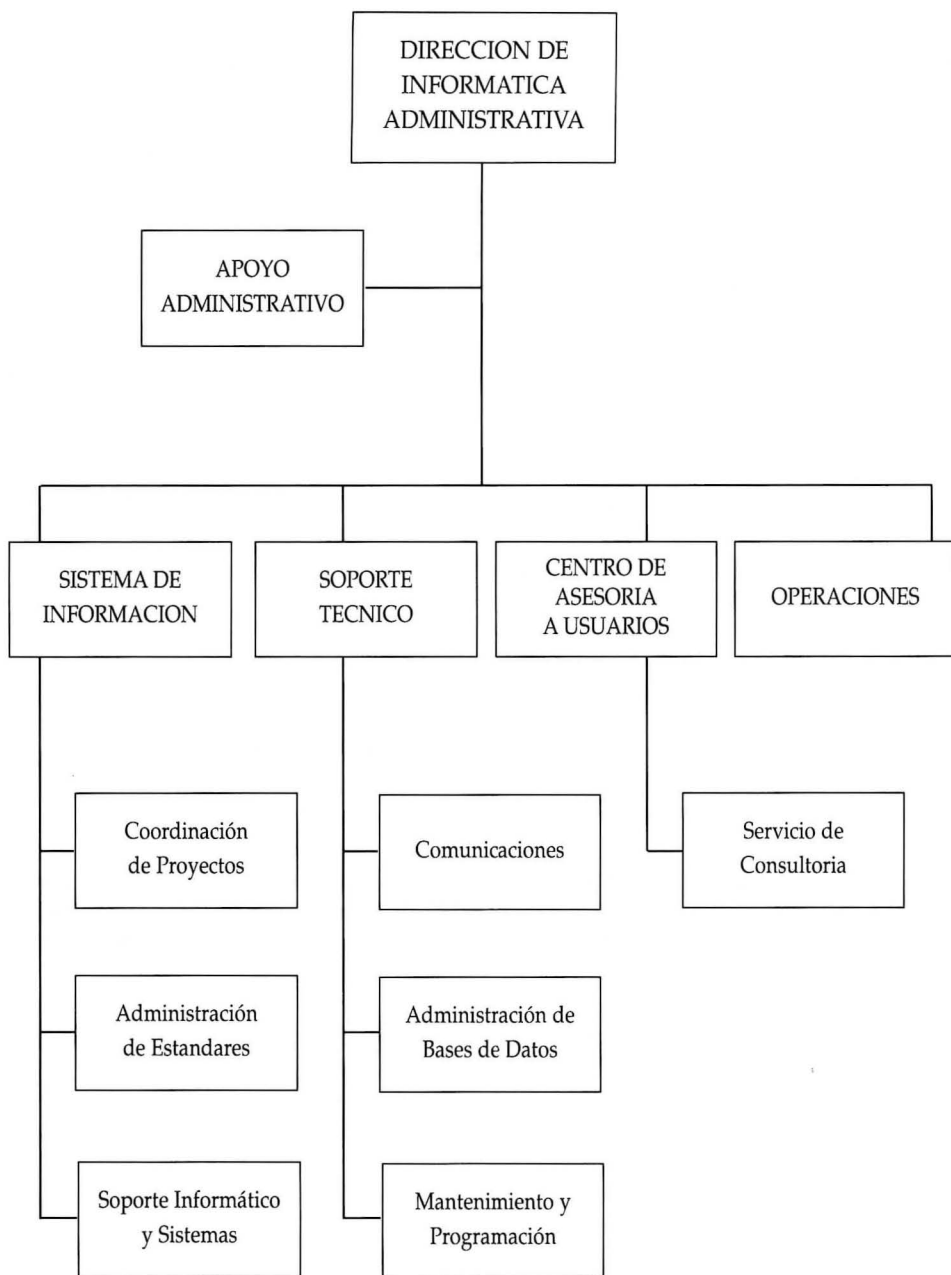 DIRECCION DE
INFORMATICA
ADMINISTRATIVA
APOYO
ADMINISTRATIVO
SISTEMA DE
INFORMACION
SOPORTE
TECNICO
CENTRO DE
ASESORIA
A USUARIOS
OPERACIONES
Coordinación
de Proyectos
Comunicaciones
Servicio de
Consultoria
Administración
de Estandares
Administración de
Bases de Datos
Soporte Informático
y Sistemas
Mantenimiento y
Programación